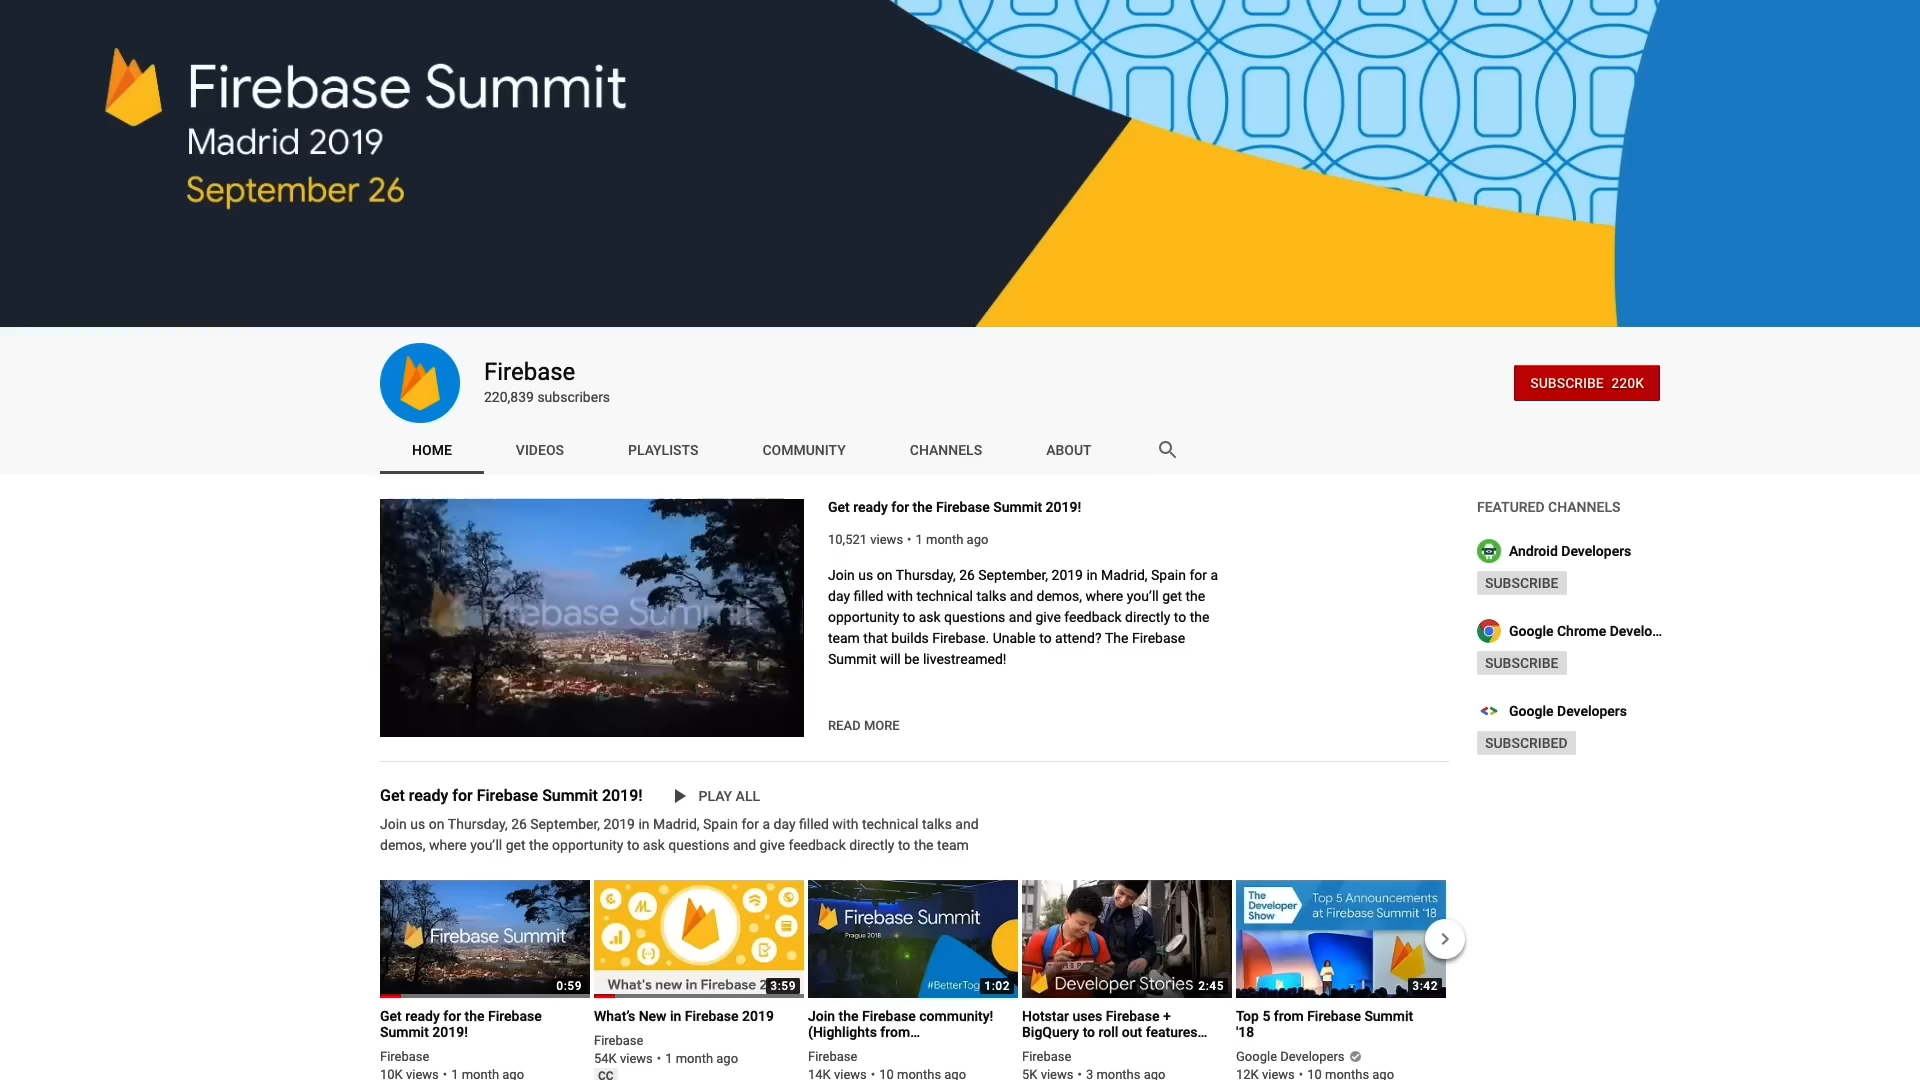 Firebase Summit
Madrid 2019
September 26
Firebase
220,839 subscribers
SUBSCRIBE 220K
HOME VIDEOS PLAYLISTS COMMUNITY CHANNELS ABOUT
Firebase Summit
Get ready for the Firebase Summit 2019!
10,521 views • 1 month ago
Join us on Thursday, 26 September, 2019 in Madrid, Spain for a
day filled with technical talks and demos, where you’ll get the
opportunity to ask questions and give feedback directly to the
team that builds Firebase. Unable to attend? The Firebase
Summit will be livestreamed!
READ MORE
FEATURED CHANNELS
Android Developers
SUBSCRIBE
Google Chrome Develo...
SUBSCRIBE
Google Developers
SUBSCRIBED
Get ready for Firebase Summit 2019!
PLAY ALL
Join us on Thursday, 26 September, 2019 in Madrid, Spain for a day filled with technical talks and
demos, where you’ll get the opportunity to ask questions and give feedback directly to the team
Firebase Summit
0:59
Get ready for the Firebase
Summit 2019!
Firebase
10K views • 1 month ago
What's new in Firebase 2
3:59
What’s New in Firebase 2019
Firebase
54K views • 1 month ago
CC
Firebase Summit
Prague 2018
#BetterTog
1:02
Join the Firebase community!
(Highlights from...
Firebase
14K views • 10 months ago
Developer Stories
2:45
Hotstar uses Firebase +
BigQuery to roll out features...
Firebase
5K views • 3 months ago
The
Developer
Show
Top 5 Announcements
at Firebase Summit '18
3:42
Top 5 from Firebase Summit
'18
Google Developers
12K views • 10 months ago